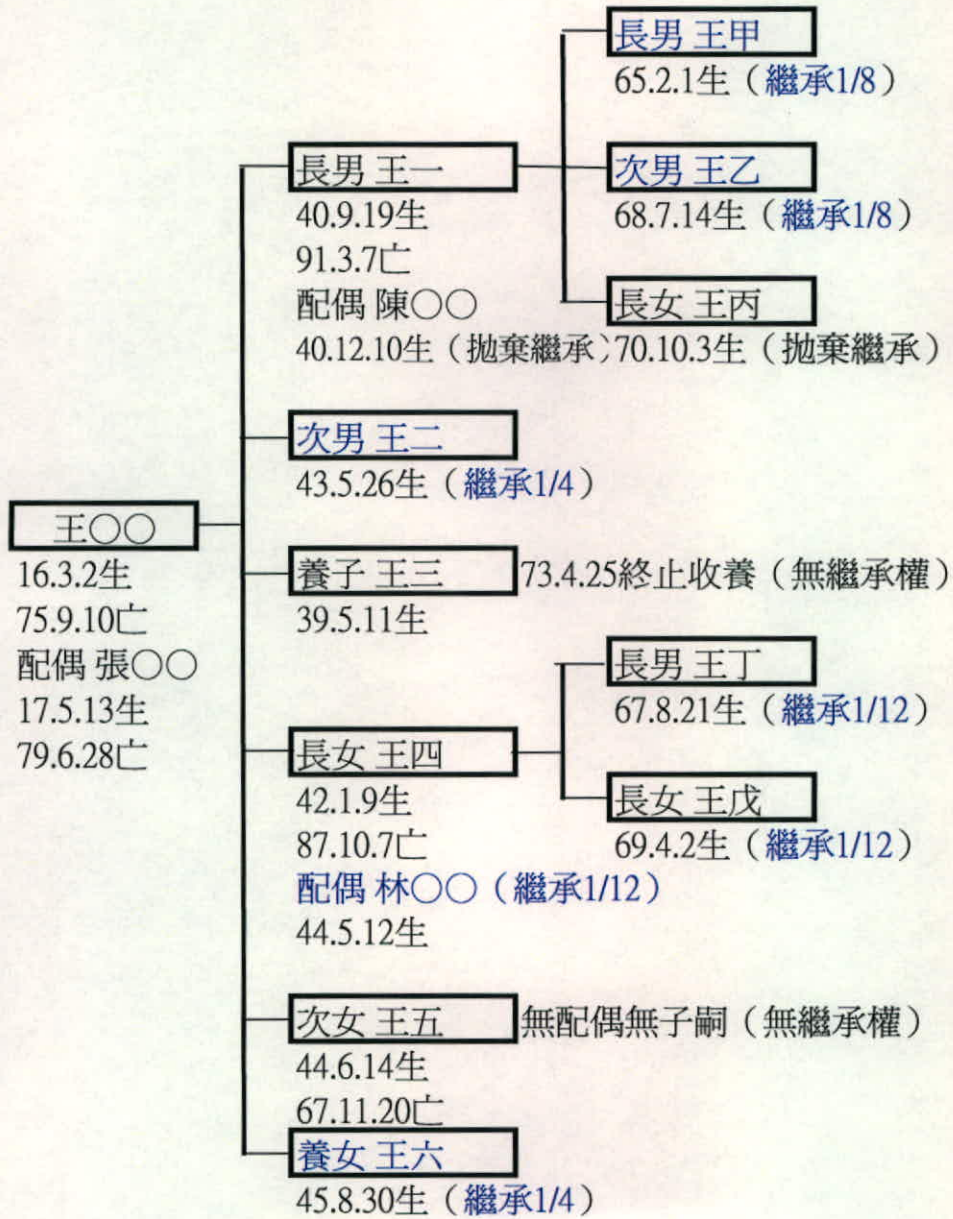 長男 王甲
65.2.1生（繼承1/8）
長男 王一
次男 王乙
40.9.19生
68.7.14生（繼承1/8）
91.3.7亡
配偶 陳○○
長女 王丙
40.12.10生（拋棄繼承）
70.10.3生（拋棄繼承）
次男 王二
43.5.26生（繼承1/4）
王○○
16.3.2生
75.9.10亡
配偶 張○○
17.5.13生
79.6.28亡
養子 王三
73.4.25終止收養（無繼承權）
39.5.11生
長男 王丁
67.8.21生（繼承1/12）
長女 王四
42.1.9生
87.10.7亡
配偶 林○○（繼承1/12）
44.5.12生
長女 王戊
69.4.2生（繼承1/12）
次女 王五
無配偶無子嗣（無繼承權）
44.6.14生
67.11.20亡
養女 王六
45.8.30生（繼承1/4）